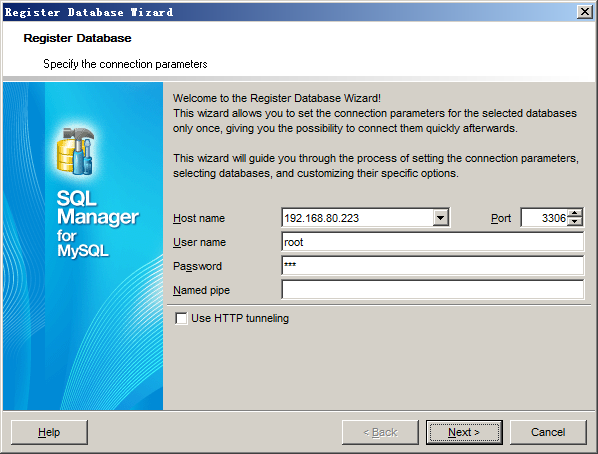 Register Database Wizard
Register Database
Specify the connection parameters
SQL
Manager
for
MySQL
Welcome to the Register Database Wizard!
This wizard allows you to set the connection parameters for the selected databases
only once, giving you the possibility to connect them quickly afterwards.
This wizard will guide you through the process of setting the connection parameters,
selecting databases, and customizing their specific options.
Host name 192.168.80.223 Port 3306
User name root
Password ***
Named pipe
Use HTTP tunneling
Help < Back Next > Cancel